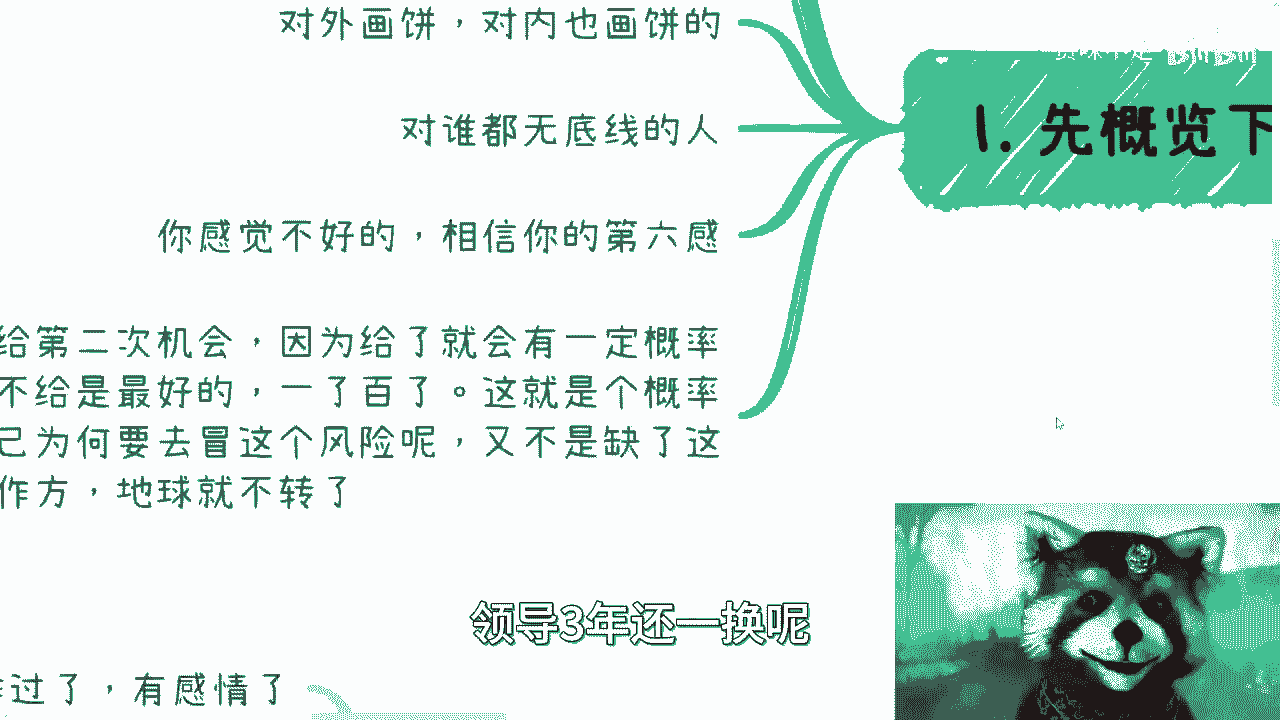 对外画饼，对内也画饼的
对谁都无底线的人
1. 先概览下
你感觉不好的，相信你的第六感
给第二次机会，因为给了就会有一定概率
不给是最好的，一了百了。这就是个概率
己为何要去冒这个风险呢，又不是缺了这
作方，地球就不转了
领导3年还一换呢
过了，有感情了